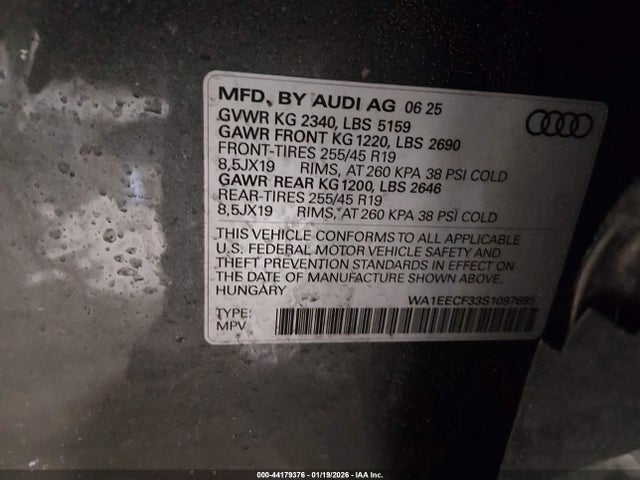 MFD. BY AUDI AG 06 25
GVWR KG 2340, LBS 5159
GAWR FRONT KG 1220, LBS 2690
FRONT-TIRES 255/45 R19
8,5JX19 RIMS, AT 260 KPA 38 PSI COLD
GAWR REAR KG 1200, LBS 2646
REAR-TIRES 255/45 R19
8,5JX19 RIMS, AT 260 KPA 38 PSI COLD
THIS VEHICLE CONFORMS TO ALL APPLICABLE
U.S. FEDERAL MOTOR VEHICLE SAFETY AND
THEFT PREVENTION STANDARDS IN EFFECT ON
THE DATE OF MANUFACTURE SHOWN ABOVE.
HUNGARY
WA1EECF33S1097695
TYPE:
MPV
000-44179376 - 01/19/2026 - IAA Inc.